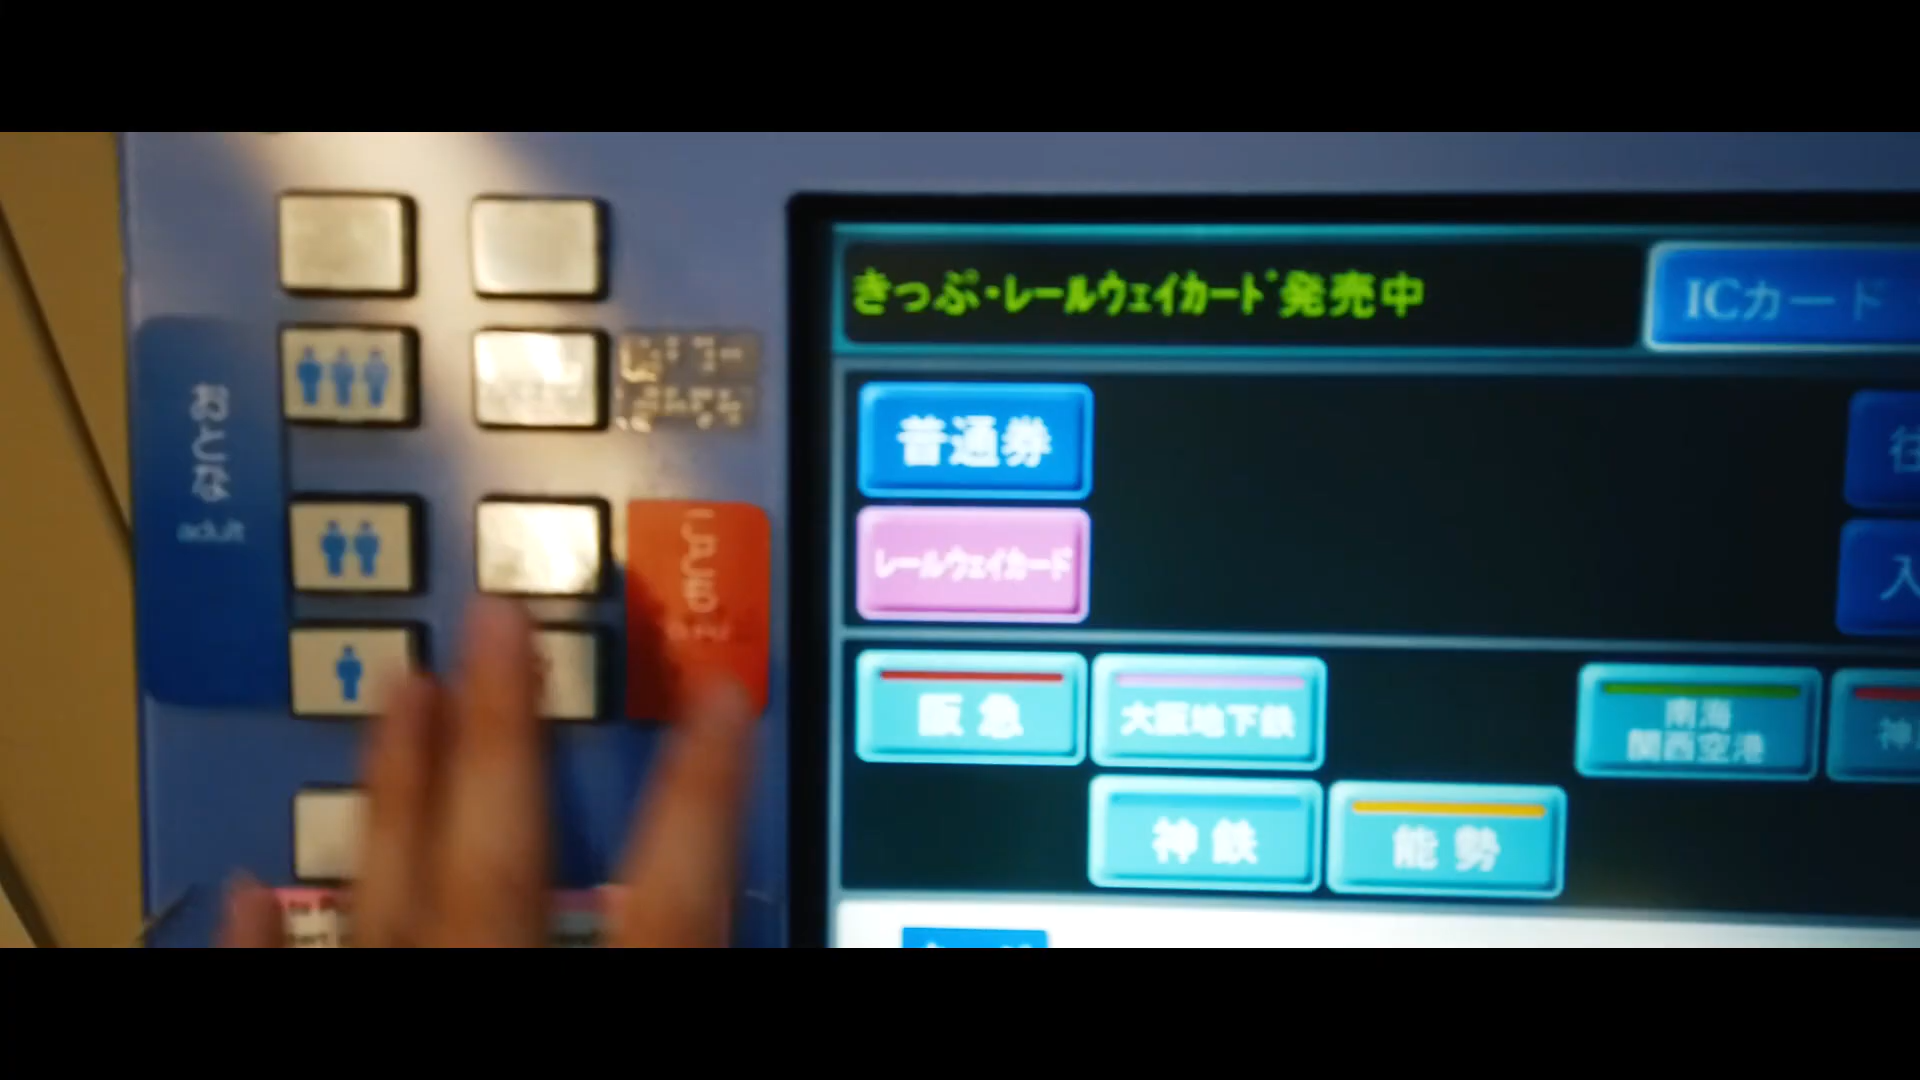 おとな
adult
きっぷ・レールウェイカード発売中
ICカード
普通券
レールウェイカード
阪急
大阪地下鉄
南海
関西空港
神鉄
能勢